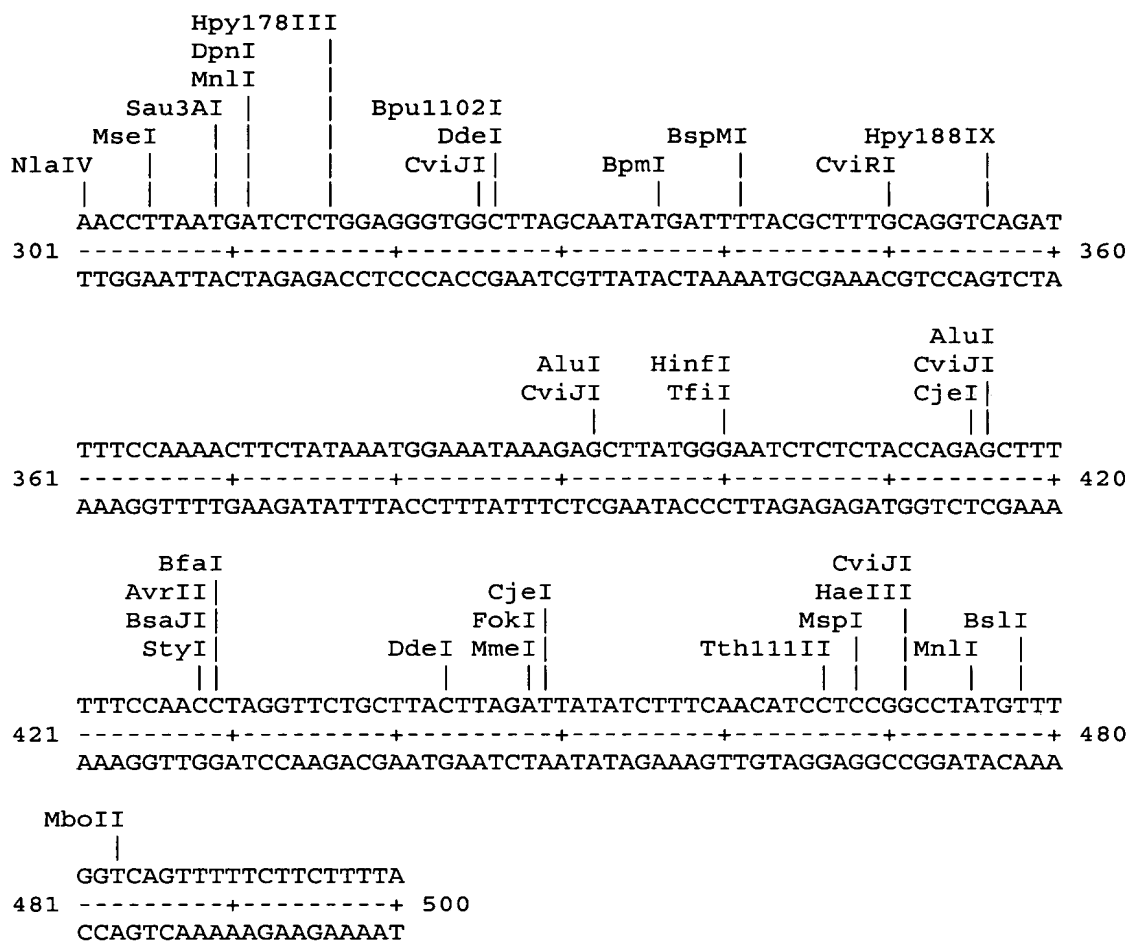 Hpy178III
DpnI
MnlI
Sau3AI Bpu1102I
MseI DdeI BspMI Hpy188IX
NlaIV CviJI BpmI CviRI
AACCTTAATGATCTCTGGAGGGTGGCTTAGCAATATGATTTTACGCTTTGCAGGTCAGAT
301 ---------+---------+---------+---------+---------+---------+ 360
TTGGAATTACTAGAGACCTCCCACCGAATCGTTATACTAAAATGCGAAACGTCCAGTCTA
AluI
AluI HinfI CviJI
CviJI TfiI CjeI
TTTCCAAAACTTCTATAAATGGAAATAAAGAGCTTATGGGAATCTCTCTACCAGAGCTTT
361 ---------+---------+---------+---------+---------+---------+ 420
AAAGGTTTTGAAGATATTTACCTTTATTTCTCGAATACCCTTAGAGAGATGGTCTCGAAA
BfaI CviJI
AvrII CjeI HaeIII
BsaJI FokI MspI BslI
StyI DdeI MmeI Tth111II MnlI
TTTCCAACCTAGGTTCTGCTTACTTAGATTATATCTTTCAACATCCTCCGGCCTATGTTT
421 ---------+---------+---------+---------+---------+---------+ 480
AAAGGTTGGATCCAAGACGAATGAATCTAATATAGAAAGTTGTAGGAGGCCGGATACAAA
MboII
GGTCAGTTTTTCTTCTTTTA
481 ---------+---------+ 500
CCAGTCAAAAAGAAGAAAAT